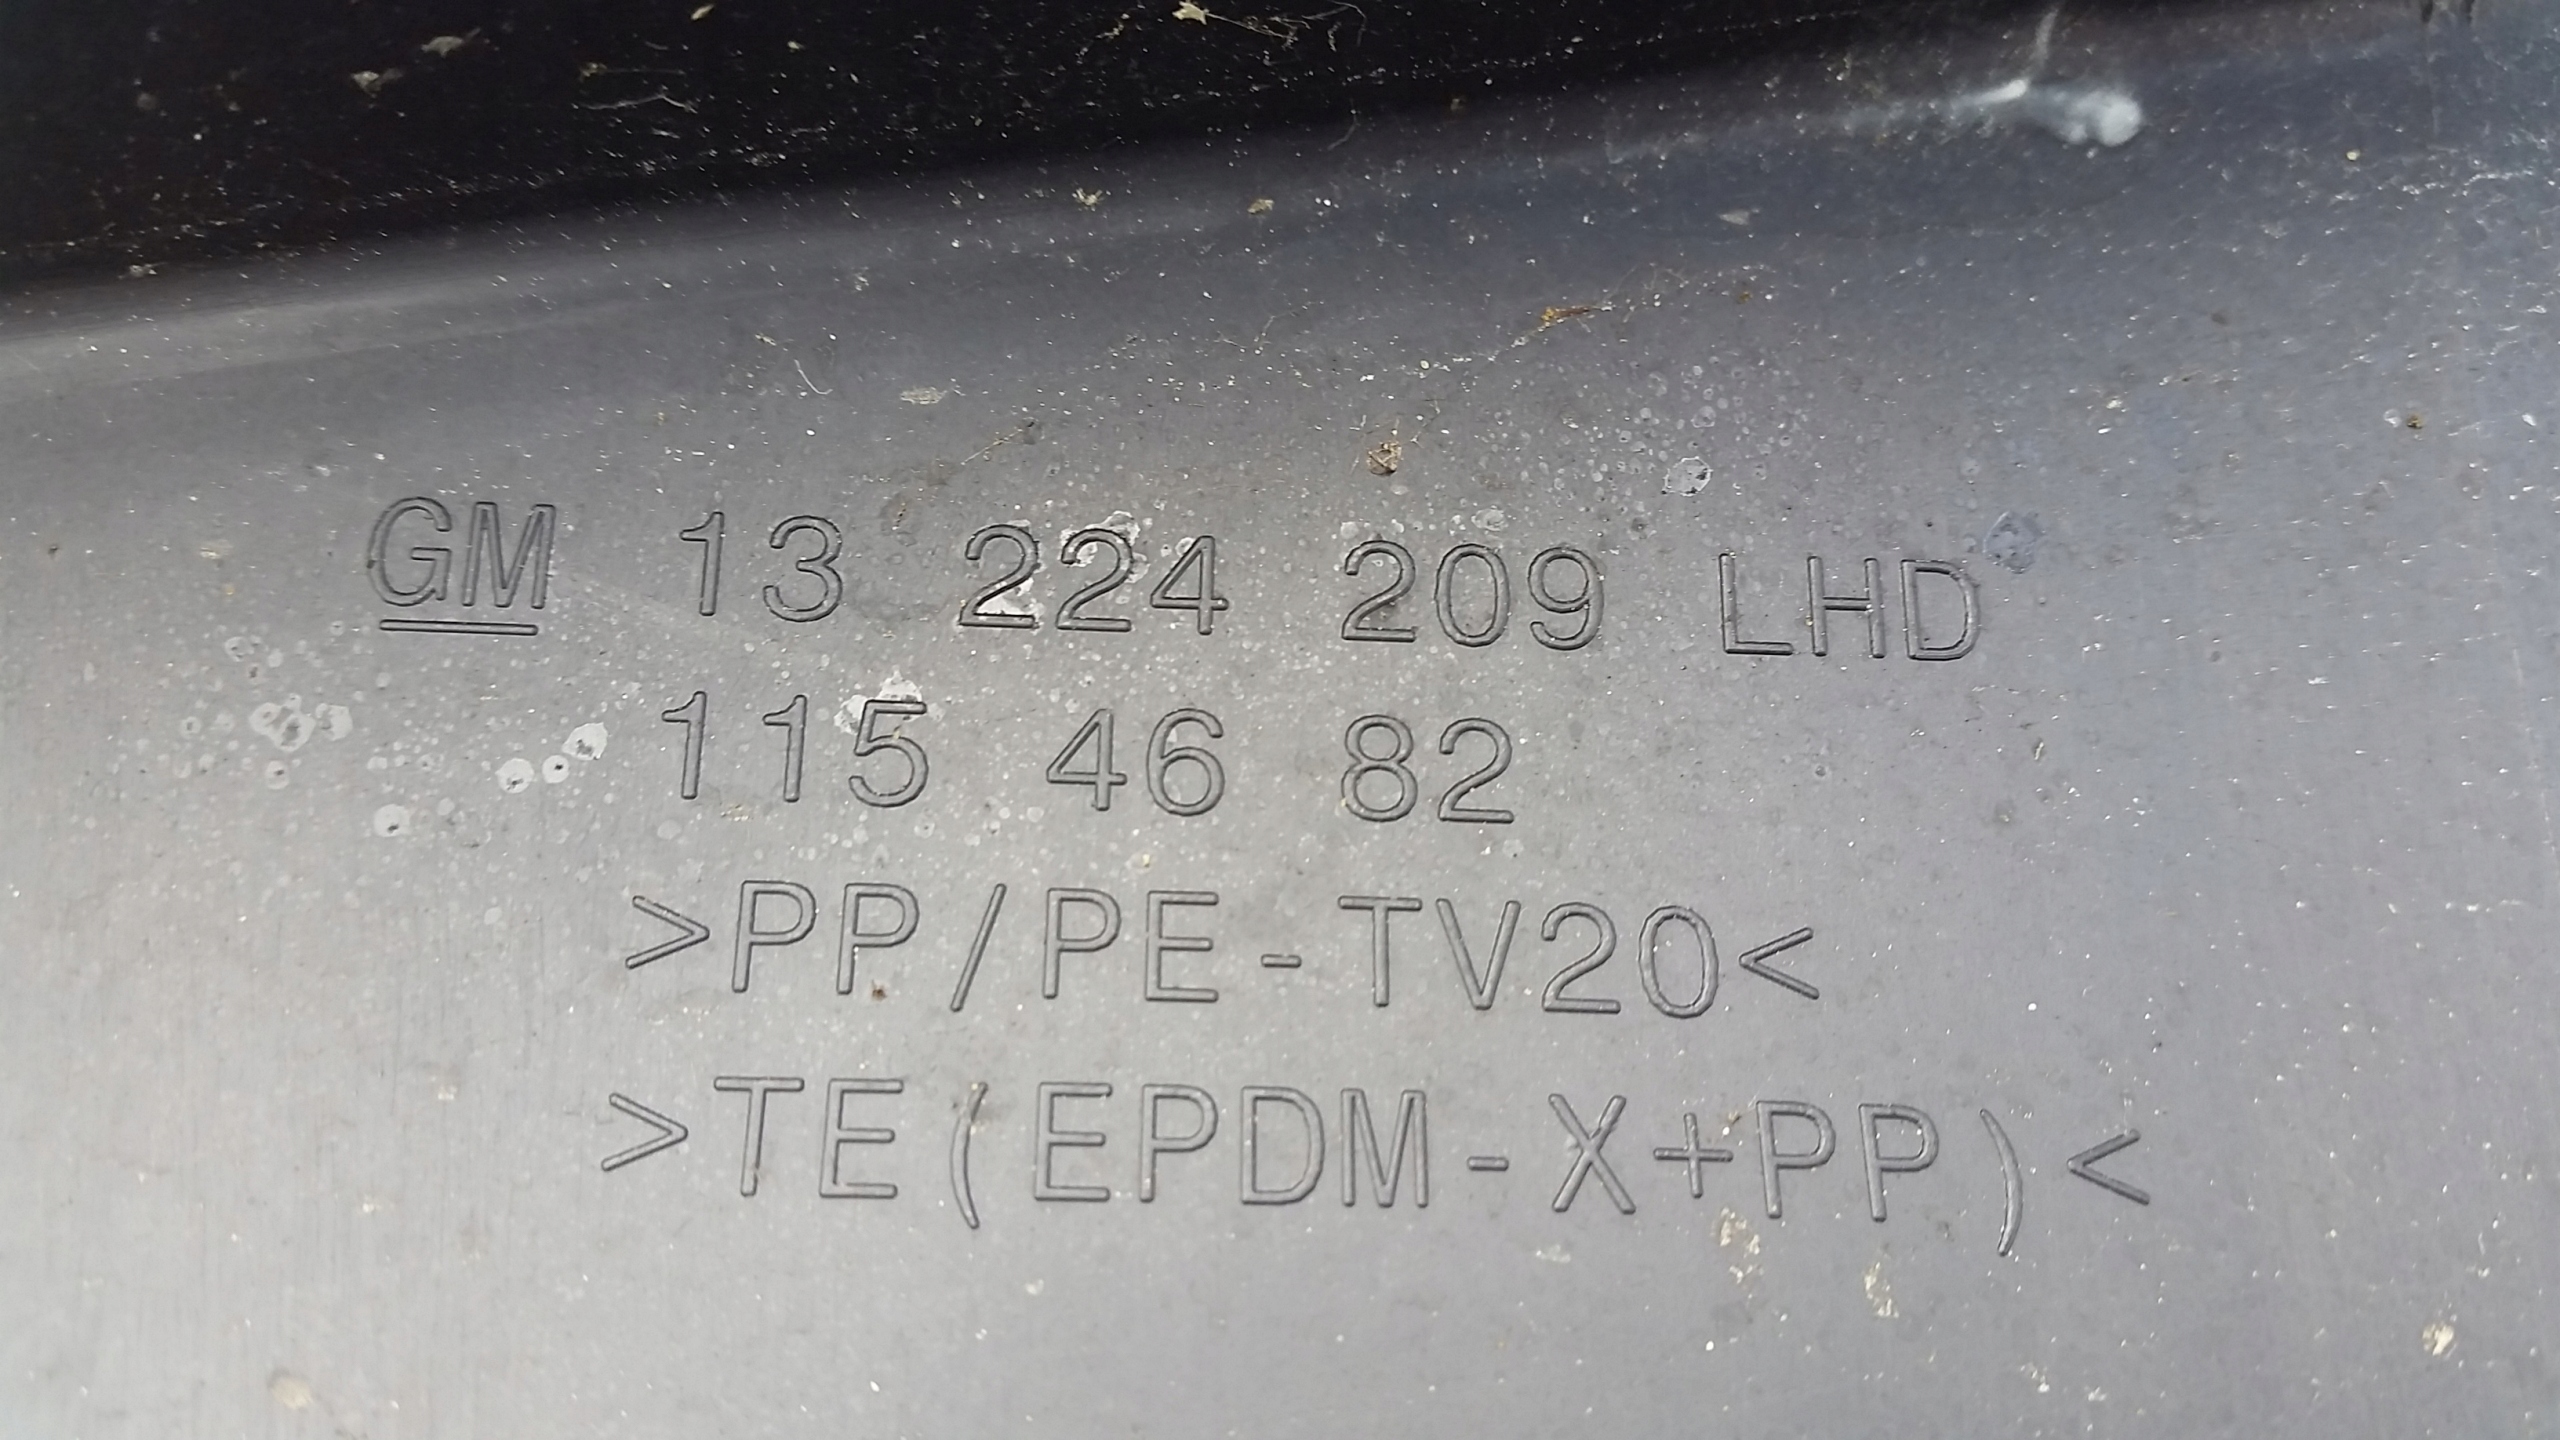 GM 13 224 209 LHD
115 46 82
>PP/PE-TV20<
>TE(EPDM-X+PP)<